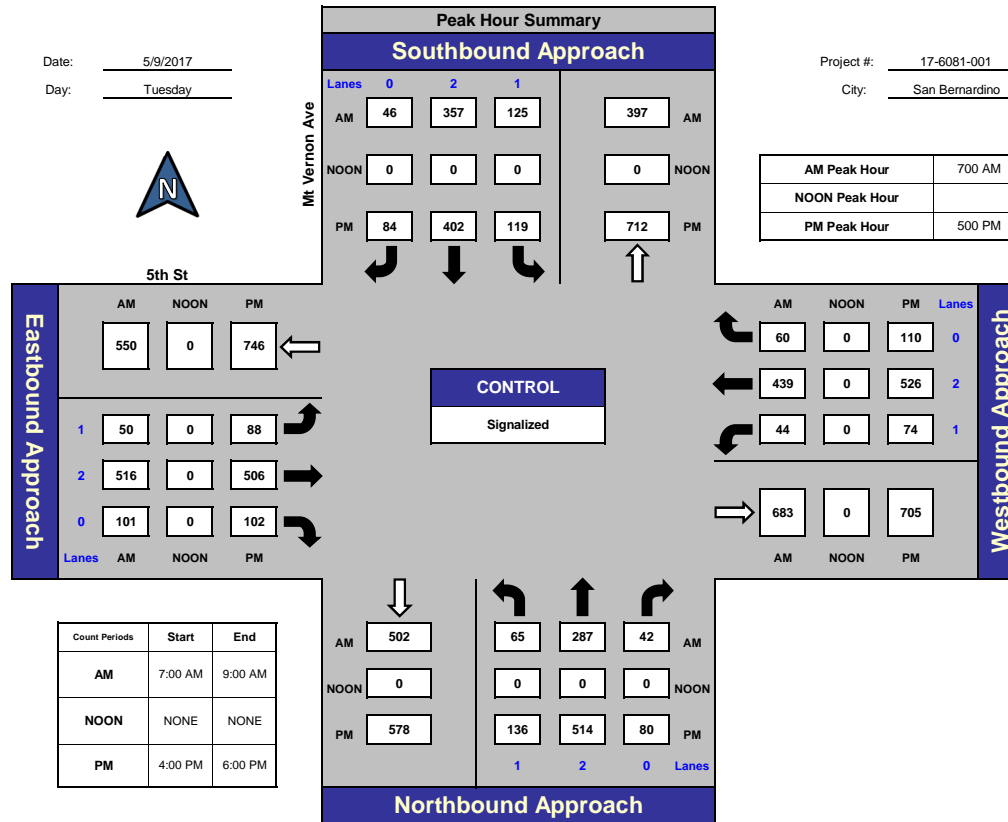 Peak Hour Summary
Southbound Approach
Date: 5/9/2017
Day: Tuesday
Project #: 17-6081-001
City: San Bernardino
N
Mt Vernon Ave
Lanes 0 2 1
AM 46 357 125 397 AM
NOON 0 0 0 0 NOON
PM 84 402 119 712 PM
AM Peak Hour 700 AM
NOON Peak Hour
PM Peak Hour 500 PM
5th St
Eastbound Approach
AM NOON PM
550 0 746
1 50 0 88
2 516 0 506
0 101 0 102
Lanes AM NOON PM
CONTROL
Signalized
Westbound Approach
AM NOON PM Lanes
60 0 110 0
439 0 526 2
44 0 74 1
683 0 705
AM NOON PM
Count Periods Start End
AM 7:00 AM 9:00 AM
NOON NONE NONE
PM 4:00 PM 6:00 PM
AM 502 65 287 42 AM
NOON 0 0 0 0 NOON
PM 578 136 514 80 PM
1 2 0 Lanes
Northbound Approach